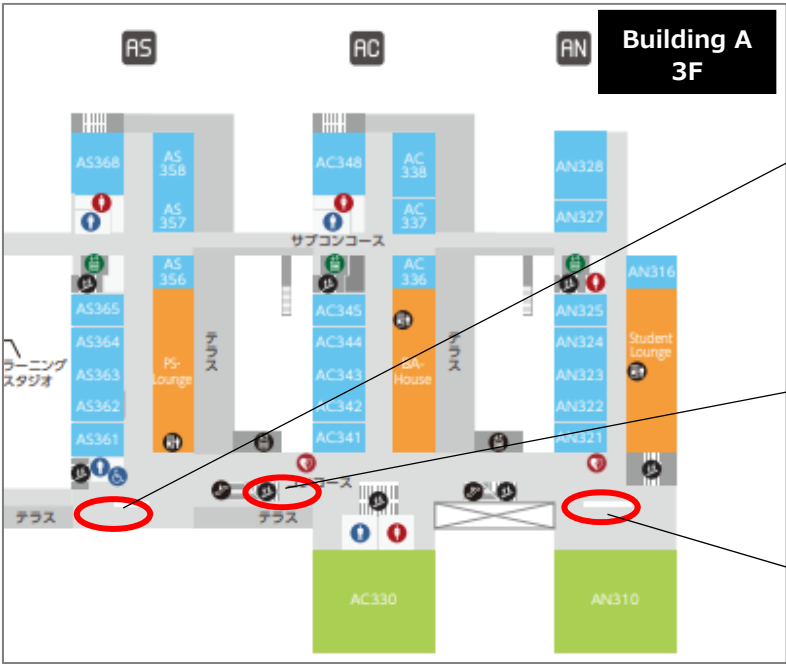 AS
AC
AN
Building A
3F
AS368
AS
358
AC348
AC
338
AN328
AS
357
AC
337
AN327
サブコンコース
AS
356
AC
336
AN316
AS365
AC345
AN325
AS364
テラス
AC344
テラス
AN324
Student
Lounge
ラーニング
スタジオ
AS363
PS-
Lounge
AC343
House
AN323
AS362
AC342
AN322
AS361
AC341
AN321
コース
テラス
テラス
AC330
AN310